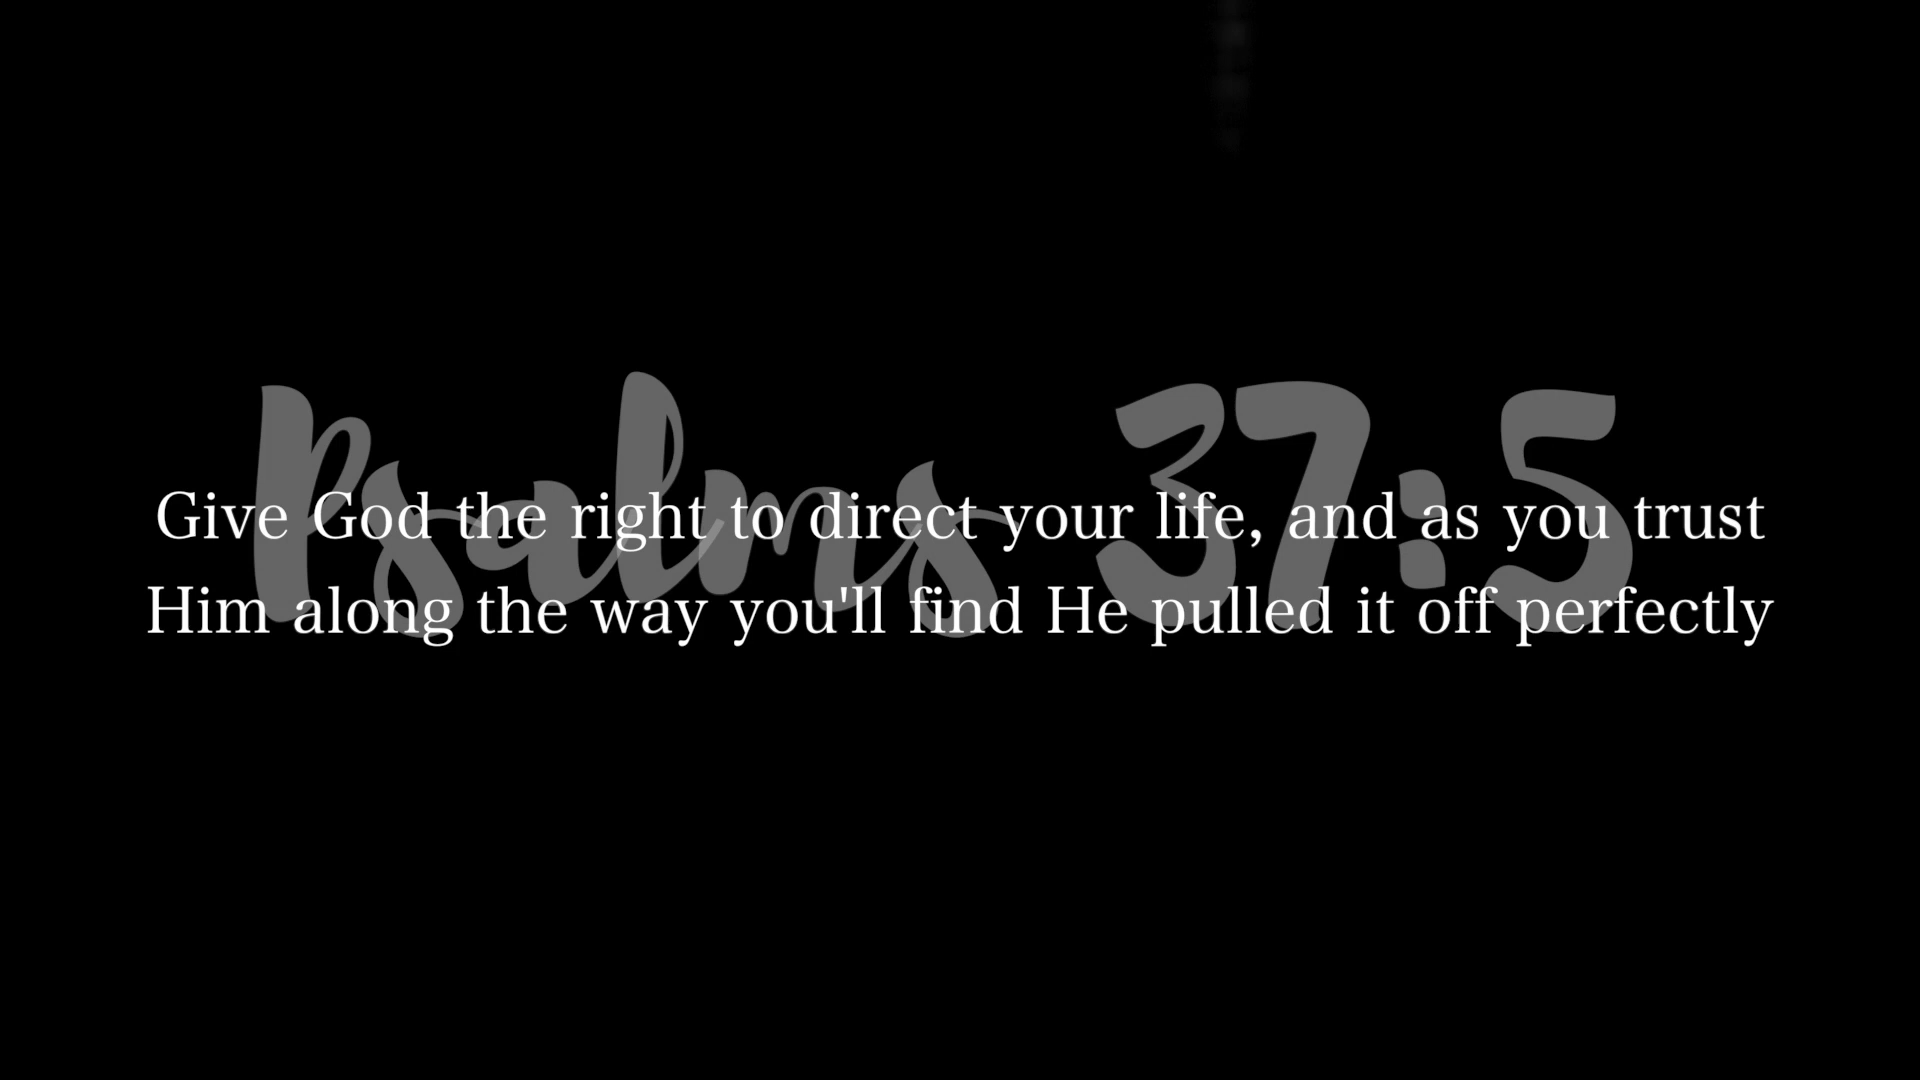 Psalms 37:5
Give God the right to direct your life, and as you trust
Him along the way you'll find He pulled it off perfectly